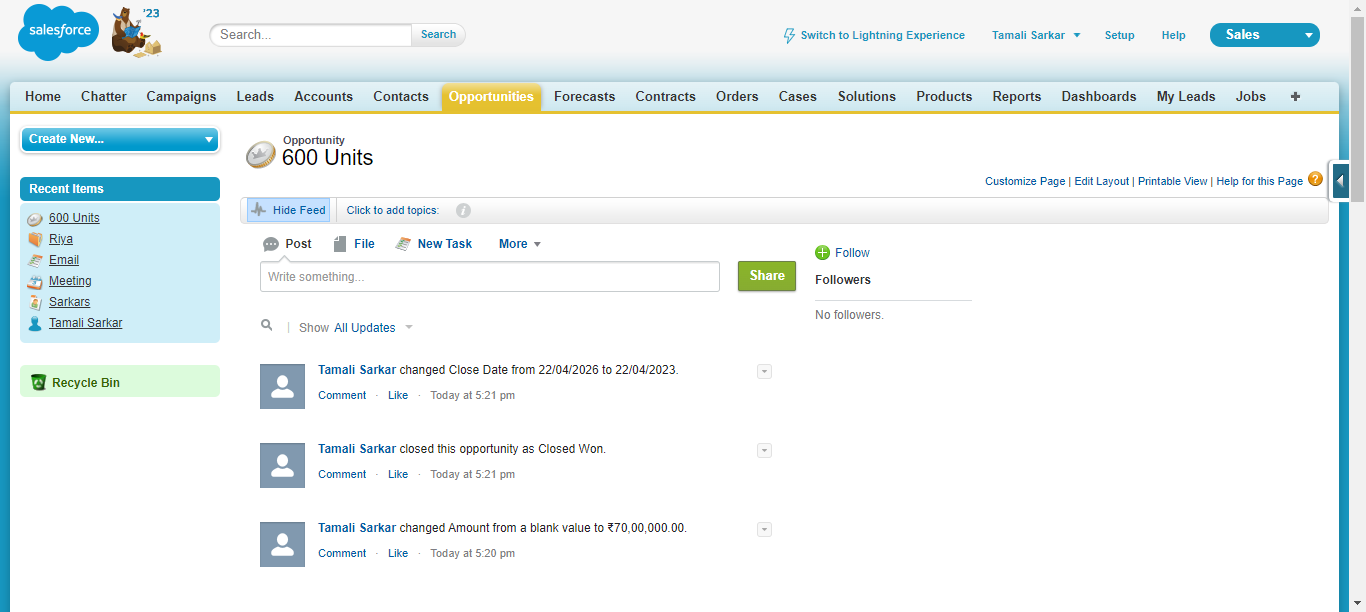 salesforce
'23
Search... Search
Switch to Lightning Experience Tamali Sarkar Setup Help Sales
Home Chatter Campaigns Leads Accounts Contacts Opportunities Forecasts Contracts Orders Cases Solutions Products Reports Dashboards My Leads Jobs +
Create New...
Recent Items
600 Units
Riya
Email
Meeting
Sarkars
Tamali Sarkar
Recycle Bin
Opportunity
600 Units
Customize Page | Edit Layout | Printable View | Help for this Page ?
Hide Feed Click to add topics: i
Post File New Task More
Write something... Share
Show All Updates
Tamali Sarkar changed Close Date from 22/04/2026 to 22/04/2023.
Comment · Like · Today at 5:21 pm
Tamali Sarkar closed this opportunity as Closed Won.
Comment · Like · Today at 5:21 pm
Tamali Sarkar changed Amount from a blank value to ₹70,00,000.00.
Comment · Like · Today at 5:20 pm
Follow
Followers
No followers.